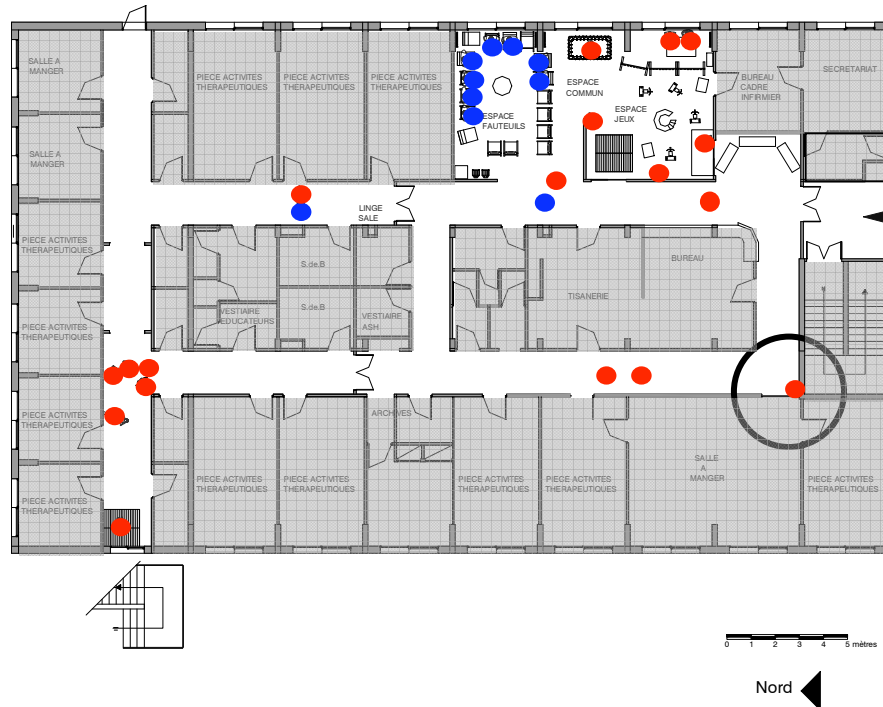 SALLE A
MANGER
PIECE ACTIVITES
THERAPEUTIQUES
PIECE ACTIVITES
THERAPEUTIQUES
PIECE ACTIVITES
THERAPEUTIQUES
ESPACE
COMMUN
ESPACE
JEUX
ESPACE
FAUTEUILS
BUREAU
CADRE
INFIRMIER
SECRETARIAT
SALLE A
MANGER
LINGE
SALE
PIECE ACTIVITES
THERAPEUTIQUES
S.de.B
BUREAU
TISANERIE
VESTIAIRE
EDUCATEURS
S.de.B
VESTIAIRE
ASH
PIECE ACTIVITES
THERAPEUTIQUES
PIECE ACTIVITES
THERAPEUTIQUES
ARCHIVES
SALLE
A
MANGER
PIECE ACTIVITES
THERAPEUTIQUES
PIECE ACTIVITES
THERAPEUTIQUES
PIECE ACTIVITES
THERAPEUTIQUES
PIECE ACTIVITES
THERAPEUTIQUES
PIECE ACTIVITES
THERAPEUTIQUES
PIECE ACTIVITES
THERAPEUTIQUES
0 1 2 3 4 5 mètres
Nord